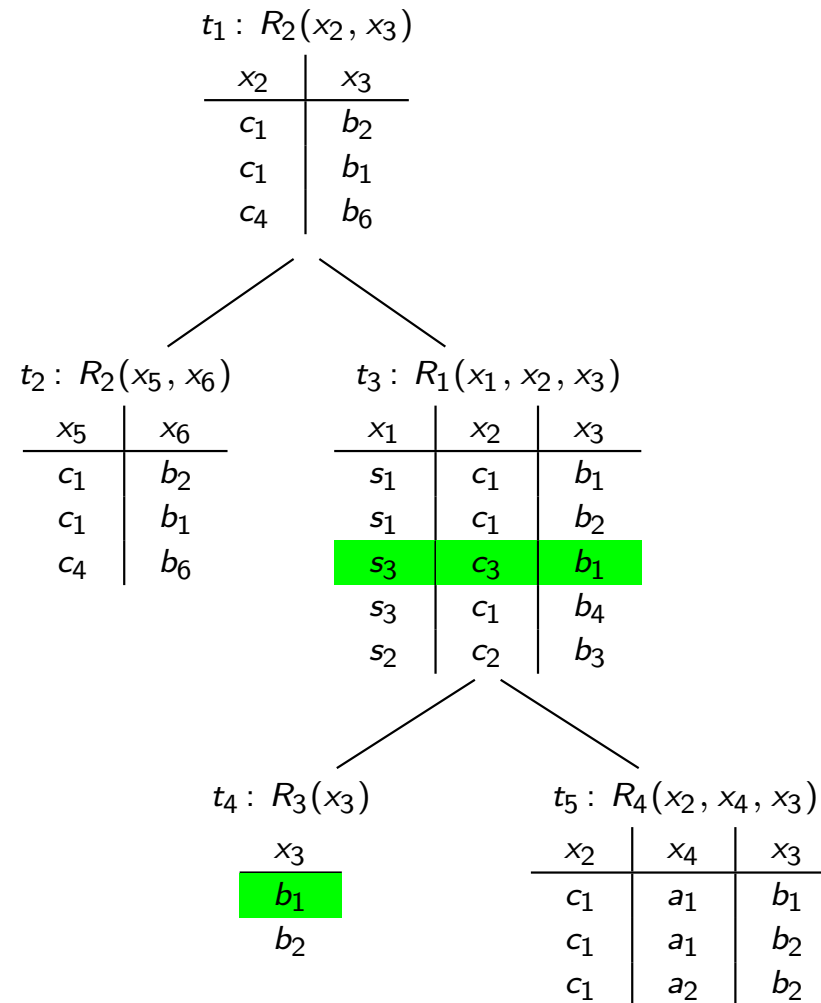 t₁ : R₂(x₂, x₃)
x₂ x₃
c₁ b₂
c₁ b₁
c₄ b₆
t₂ : R₂(x₅, x₆)
x₅ x₆
c₁ b₂
c₁ b₁
c₄ b₆
t₃ : R₁(x₁, x₂, x₃)
x₁ x₂ x₃
s₁ c₁ b₁
s₁ c₁ b₂
s₃ c₃ b₁
s₃ c₁ b₄
s₂ c₂ b₃
t₄ : R₃(x₃)
x₃
b₁
b₂
t₅ : R₄(x₂, x₄, x₃)
x₂ x₄ x₃
c₁ a₁ b₁
c₁ a₁ b₂
c₁ a₂ b₂